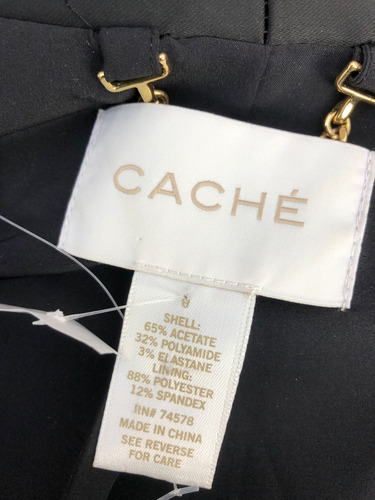 CACHÉ
SHELL:
65% ACETATE
32% POLYAMIDE
3% ELASTANE
LINING:
88% POLYESTER
12% SPANDEX
RN# 74578
MADE IN CHINA
SEE REVERSE
FOR CARE